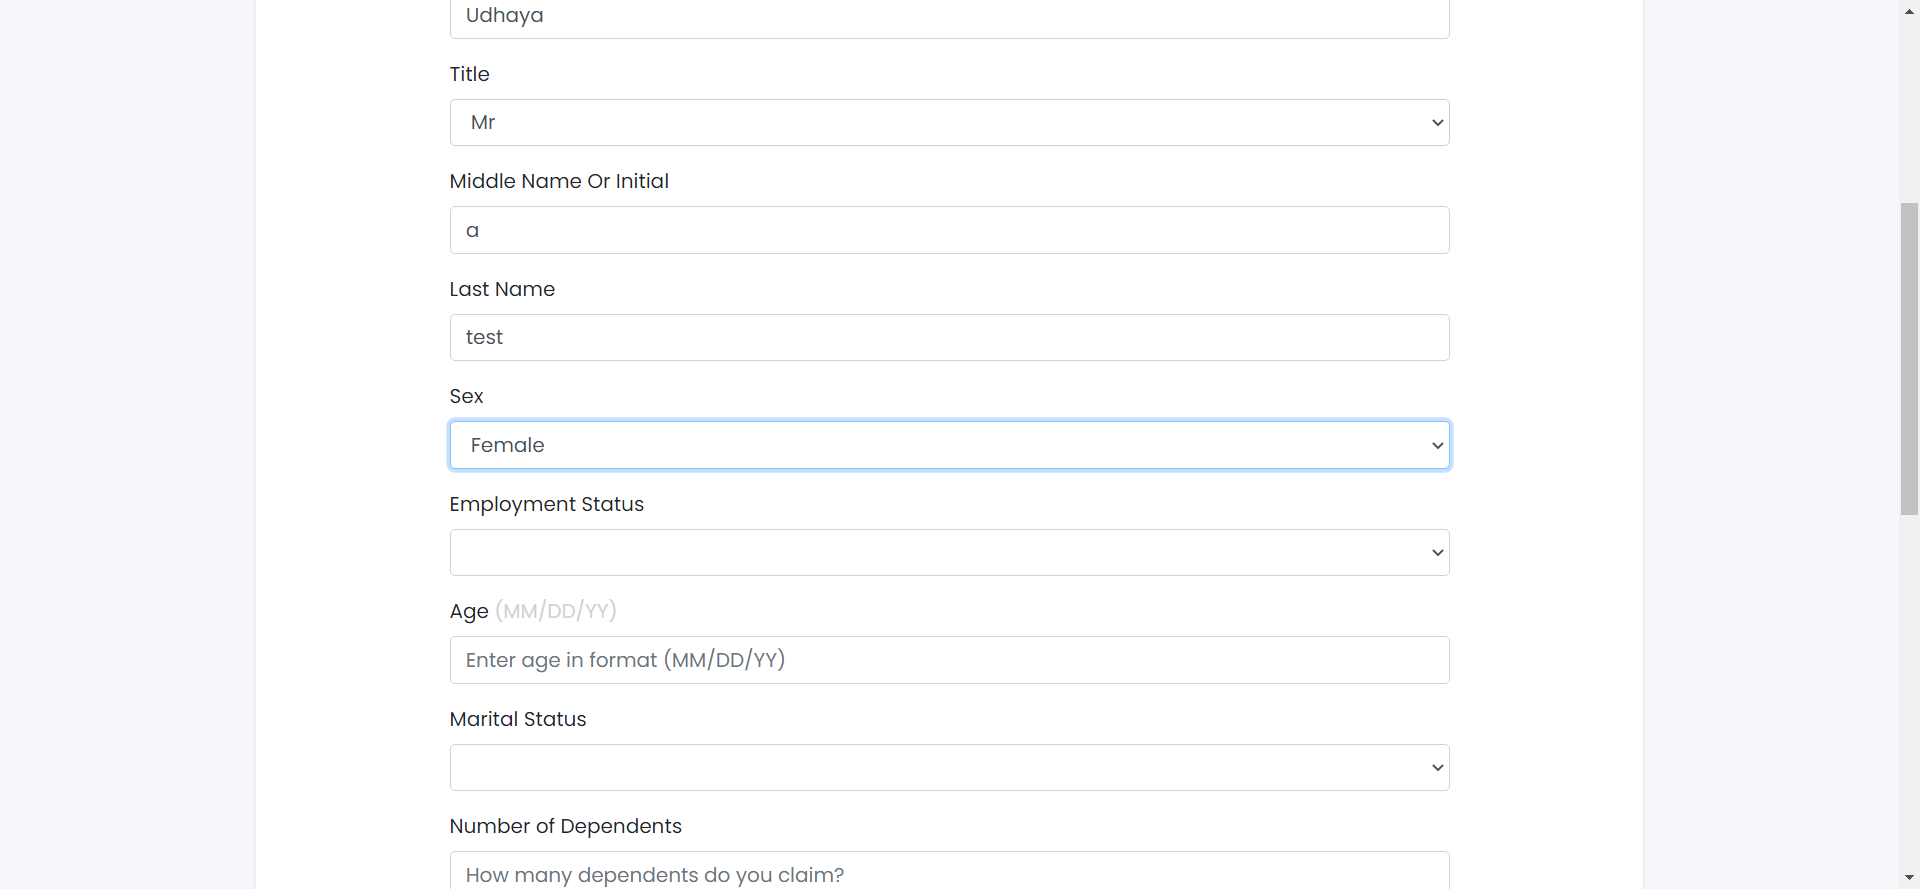 Udhaya
Title
Mr
Middle Name Or Initial
a
Last Name
test
Sex
Female
Employment Status
Age (MM/DD/YY)
Enter age in format (MM/DD/YY)
Marital Status
Number of Dependents
How many dependents do you claim?